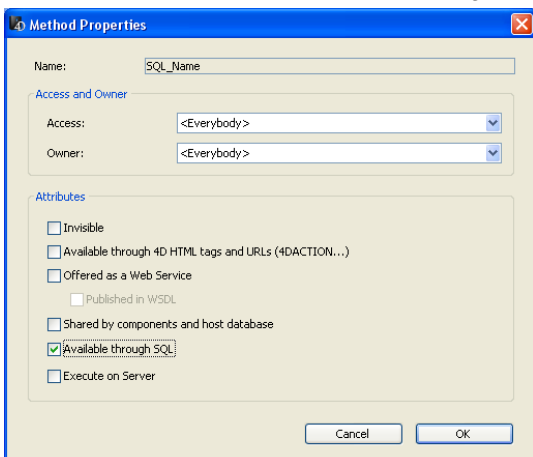 Method Properties
Name: SQL_Name
Access and Owner
Access: <Everybody>
Owner: <Everybody>
Attributes
Invisible
Available through 4D HTML tags and URLs (4DACTION...)
Offered as a Web Service
Published in WSDL
Shared by components and host database
Available through SQL
Execute on Server
Cancel OK